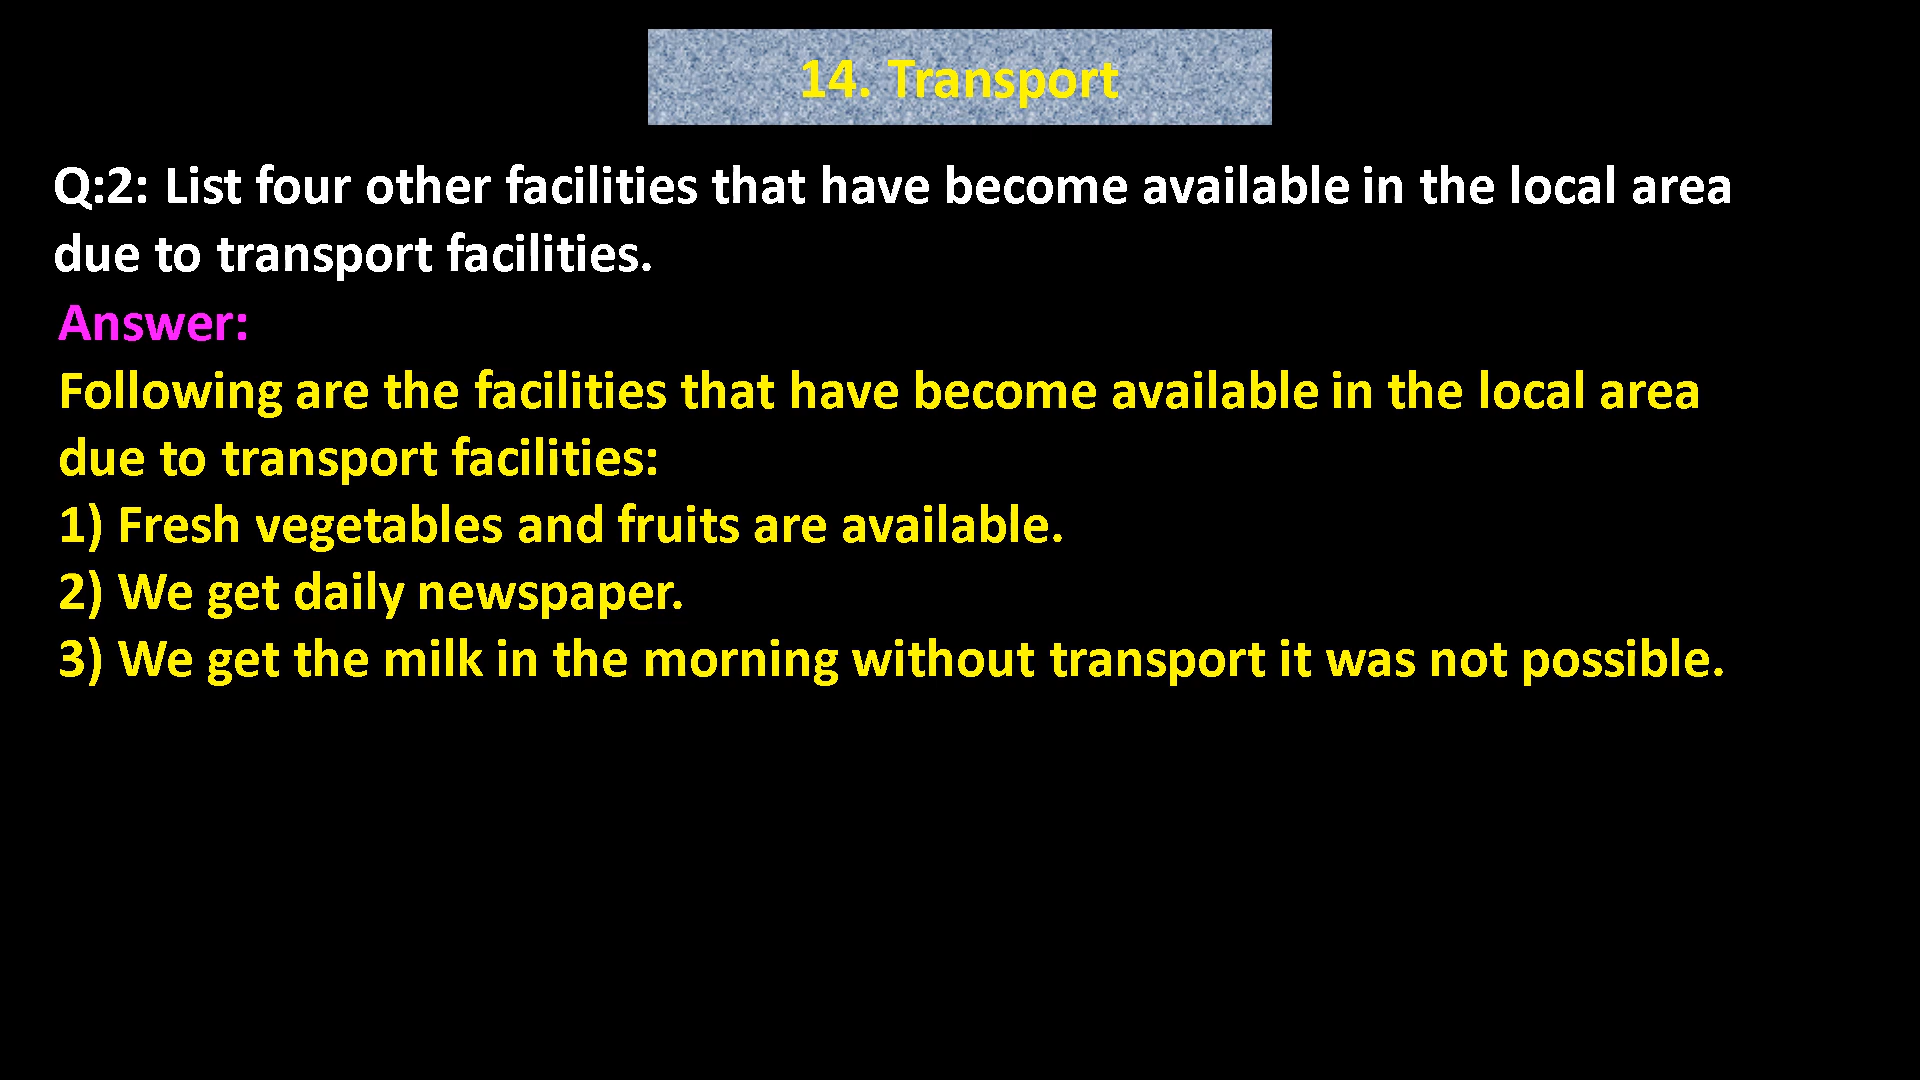 14. Transport
Q:2: List four other facilities that have become available in the local area
due to transport facilities.
Answer:
Following are the facilities that have become available in the local area
due to transport facilities:
1) Fresh vegetables and fruits are available.
2) We get daily newspaper.
3) We get the milk in the morning without transport it was not possible.